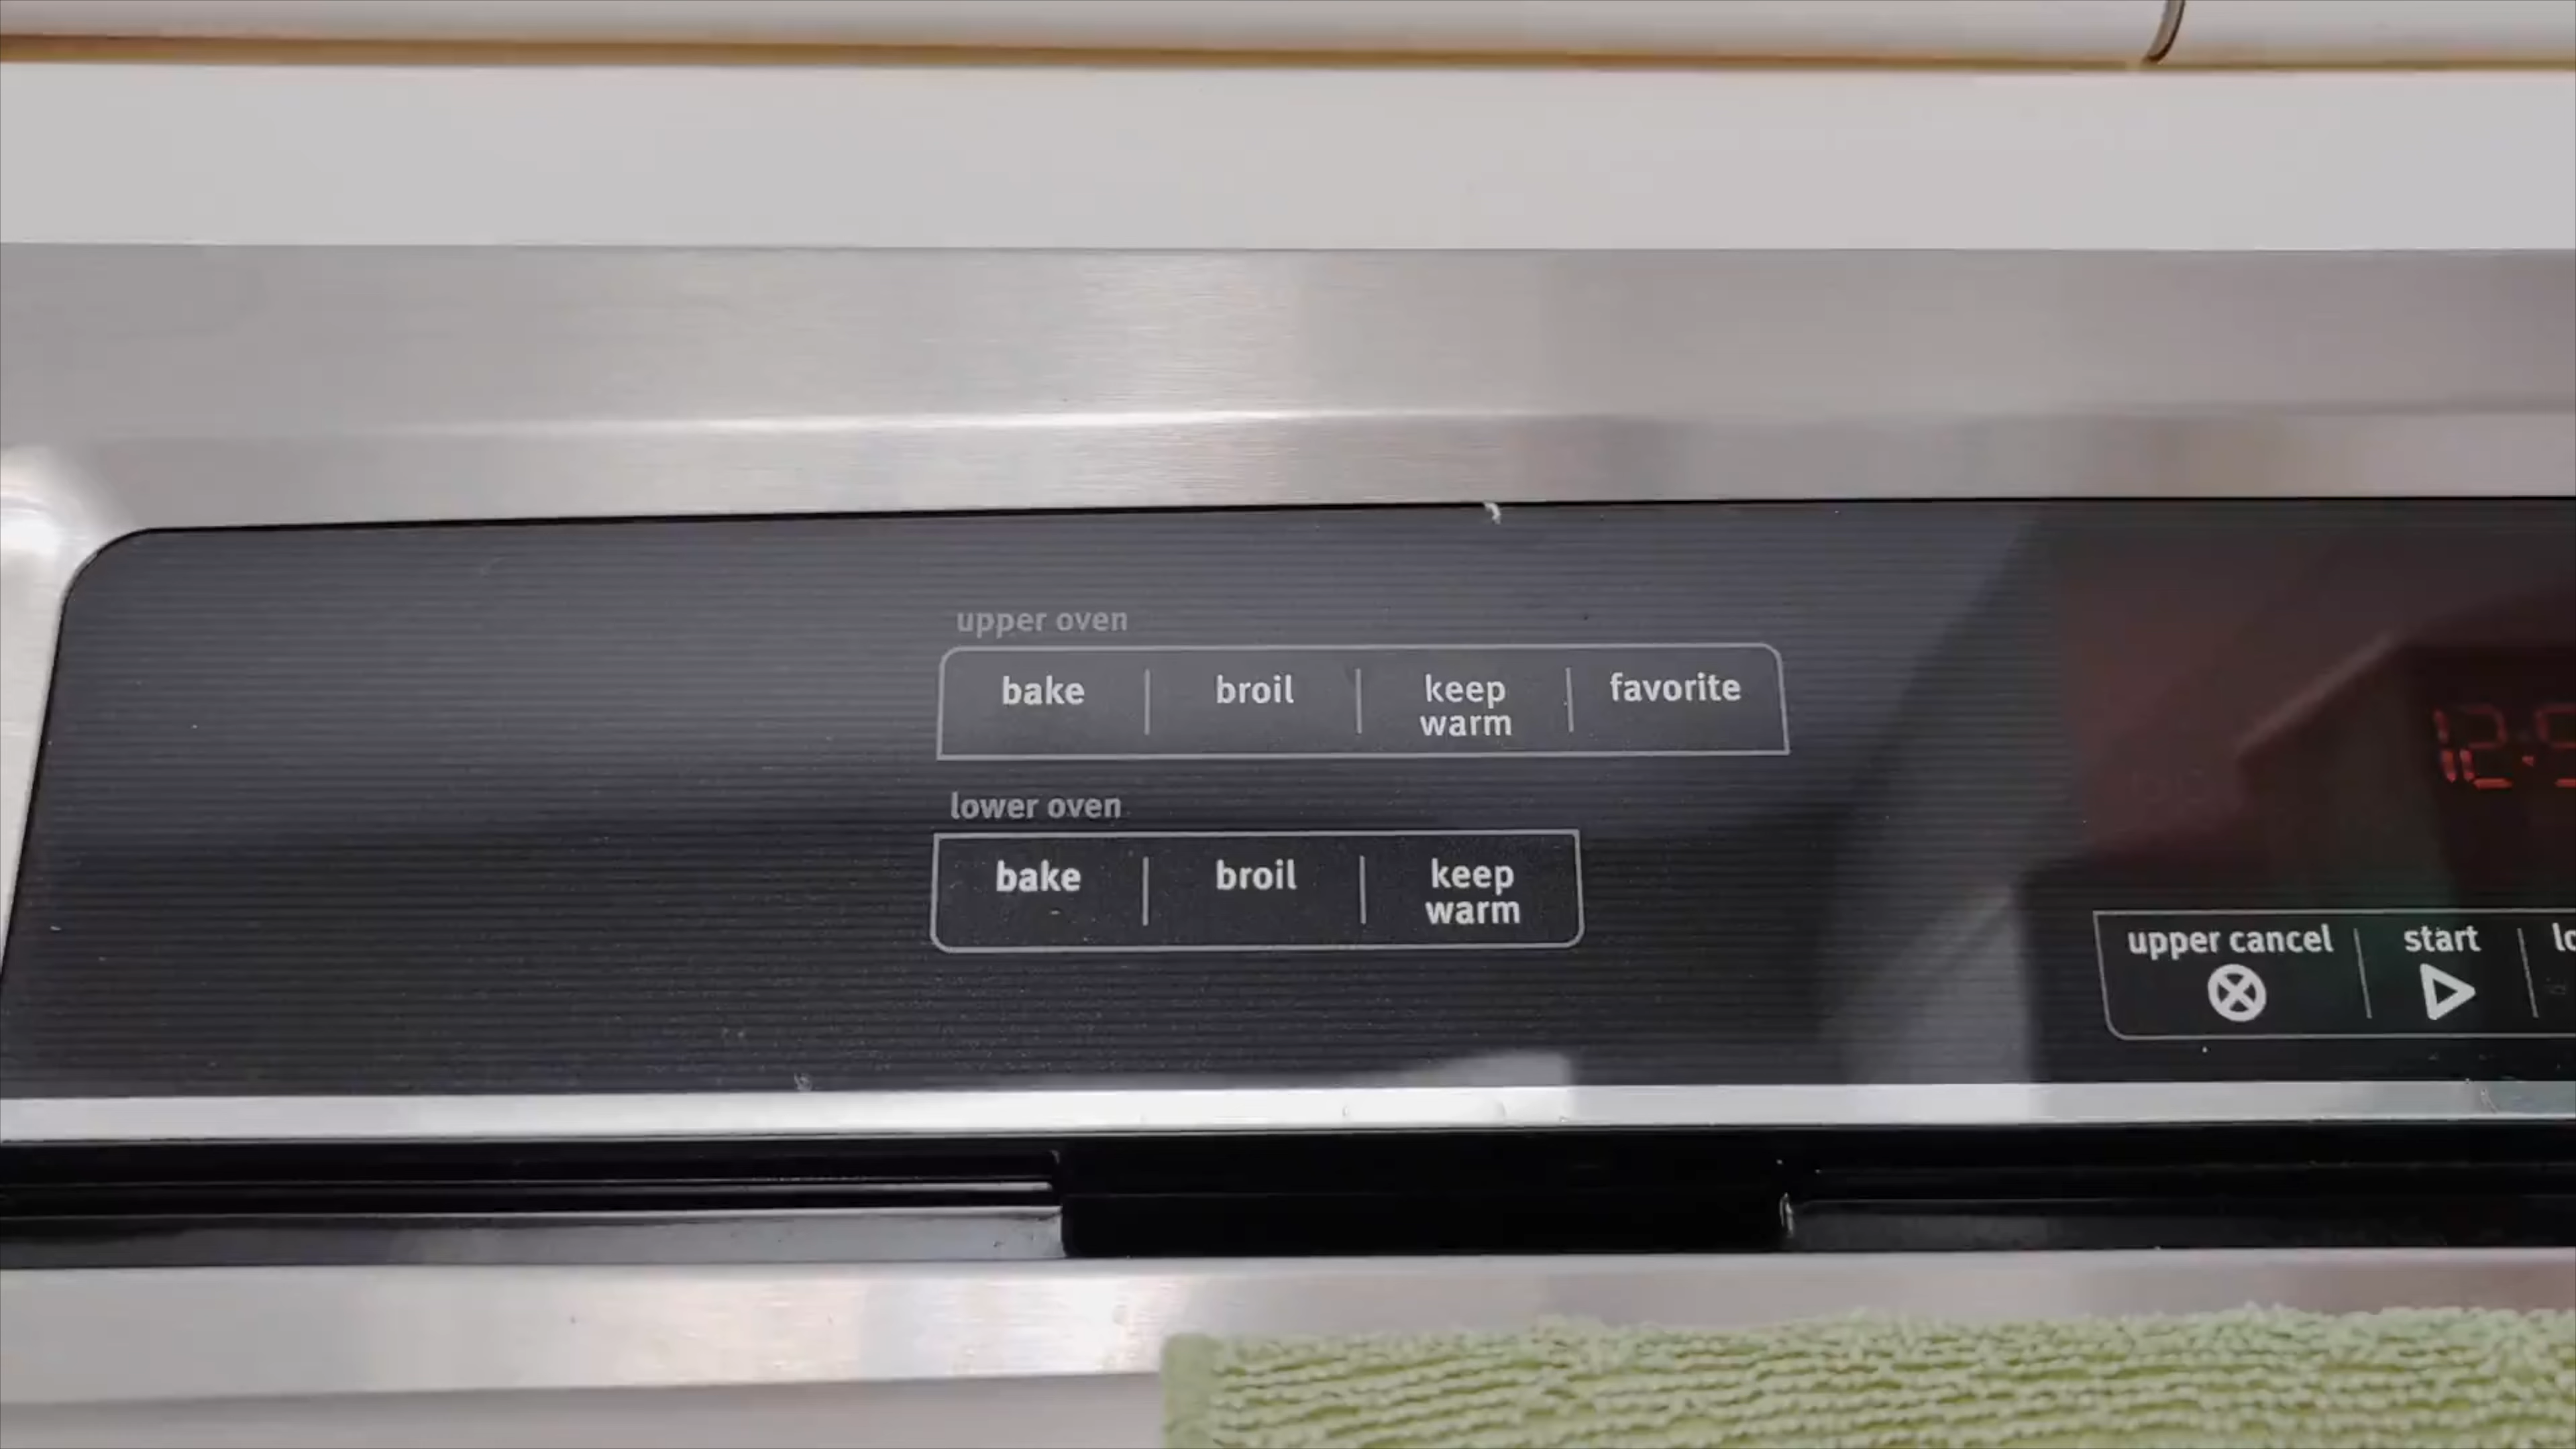 upper oven
bake broil keep warm favorite
lower oven
bake broil keep warm
upper cancel start